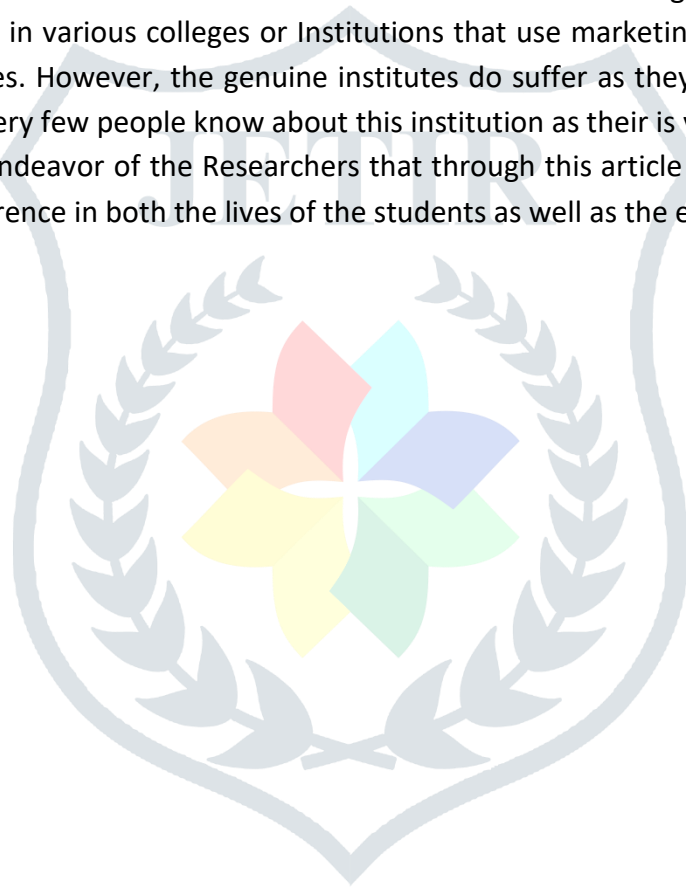 in various colleges or Institutions that use marketin
es. However, the genuine institutes do suffer as they
ery few people know about this institution as their is v
ndeavor of the Researchers that through this article
rence in both the lives of the students as well as the e
JETIR